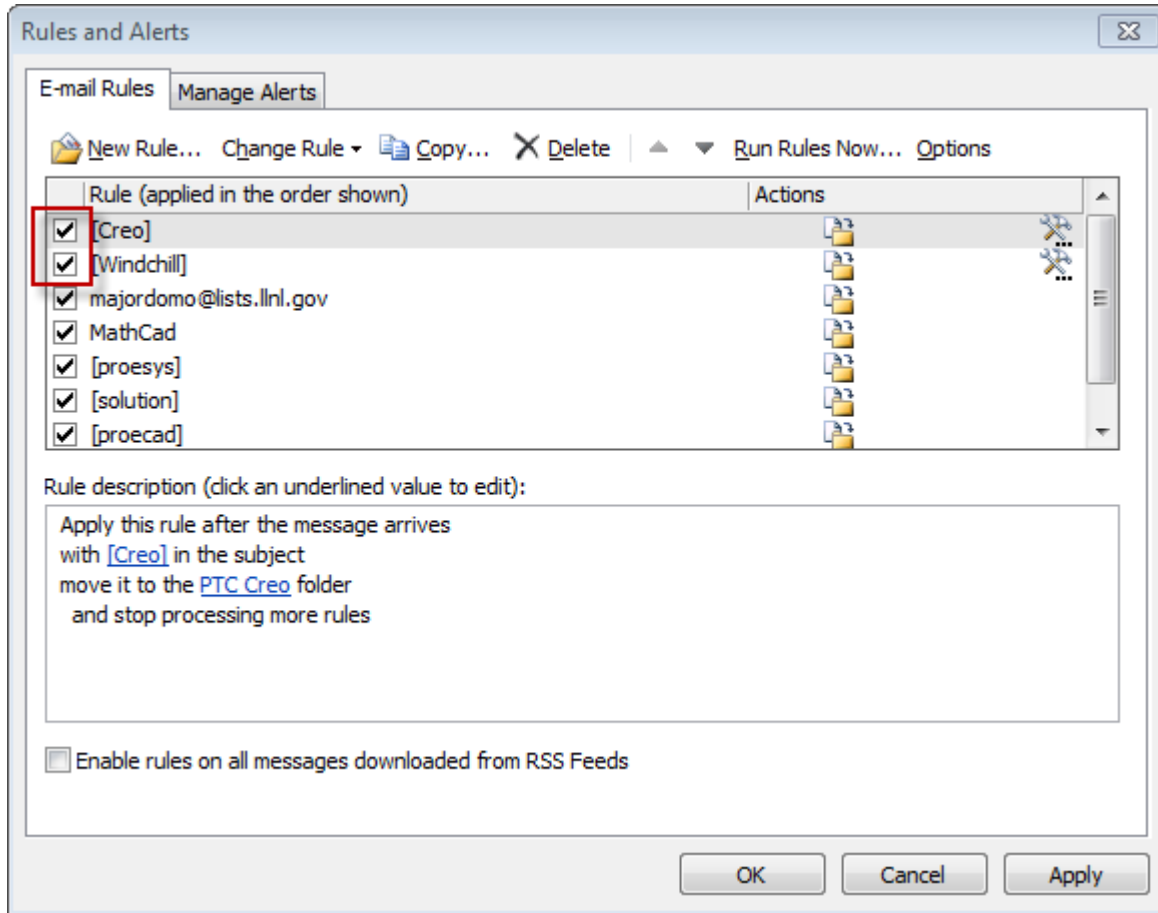 Rules and Alerts
E-mail Rules Manage Alerts
New Rule... Change Rule Copy... Delete Run Rules Now... Options
Rule (applied in the order shown) Actions
[Creo]
[Windchill]
majordomo@lists.llnl.gov
MathCad
[proesys]
[solution]
[proecad]
Rule description (click an underlined value to edit):
Apply this rule after the message arrives
with [Creo] in the subject
move it to the PTC Creo folder
and stop processing more rules
Enable rules on all messages downloaded from RSS Feeds
OK Cancel Apply